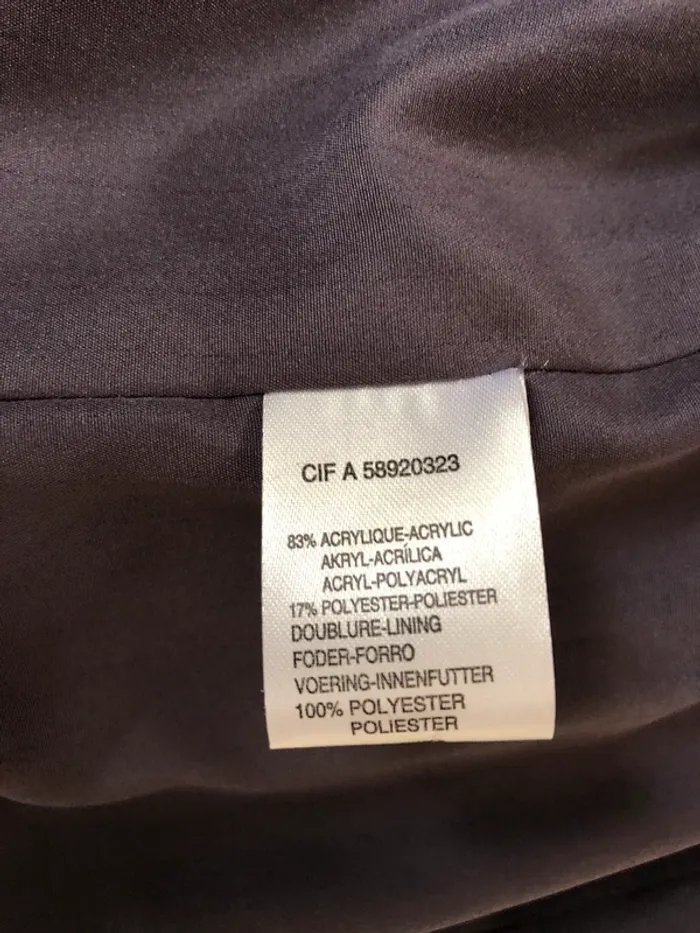 CIF A 58920323
83% ACRYLIQUE-ACRYLIC
AKRYL-ACRÍLICA
ACRYL-POLYACRYL
17% POLYESTER-POLIESTER
DOUBLURE-LINING
FODER-FORRO
VOERING-INNENFUTTER
100% POLYESTER
POLIESTER